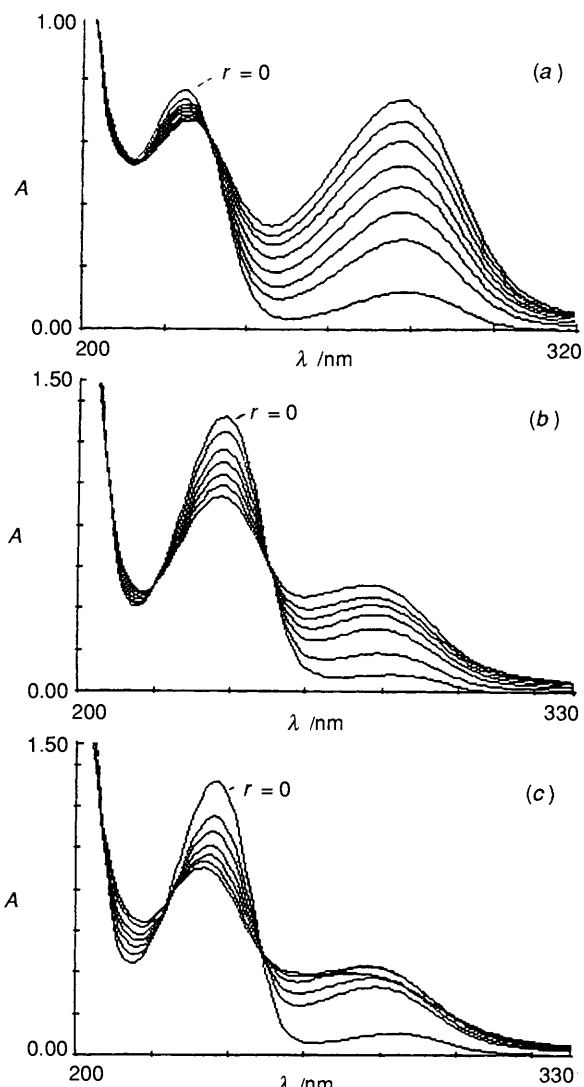 1.00
r = 0
(a)
A
0.00
200
λ /nm
320
1.50
r = 0
(b)
A
0.00
200
λ /nm
330
1.50
r = 0
(c)
A
0.00
200
λ /nm
330